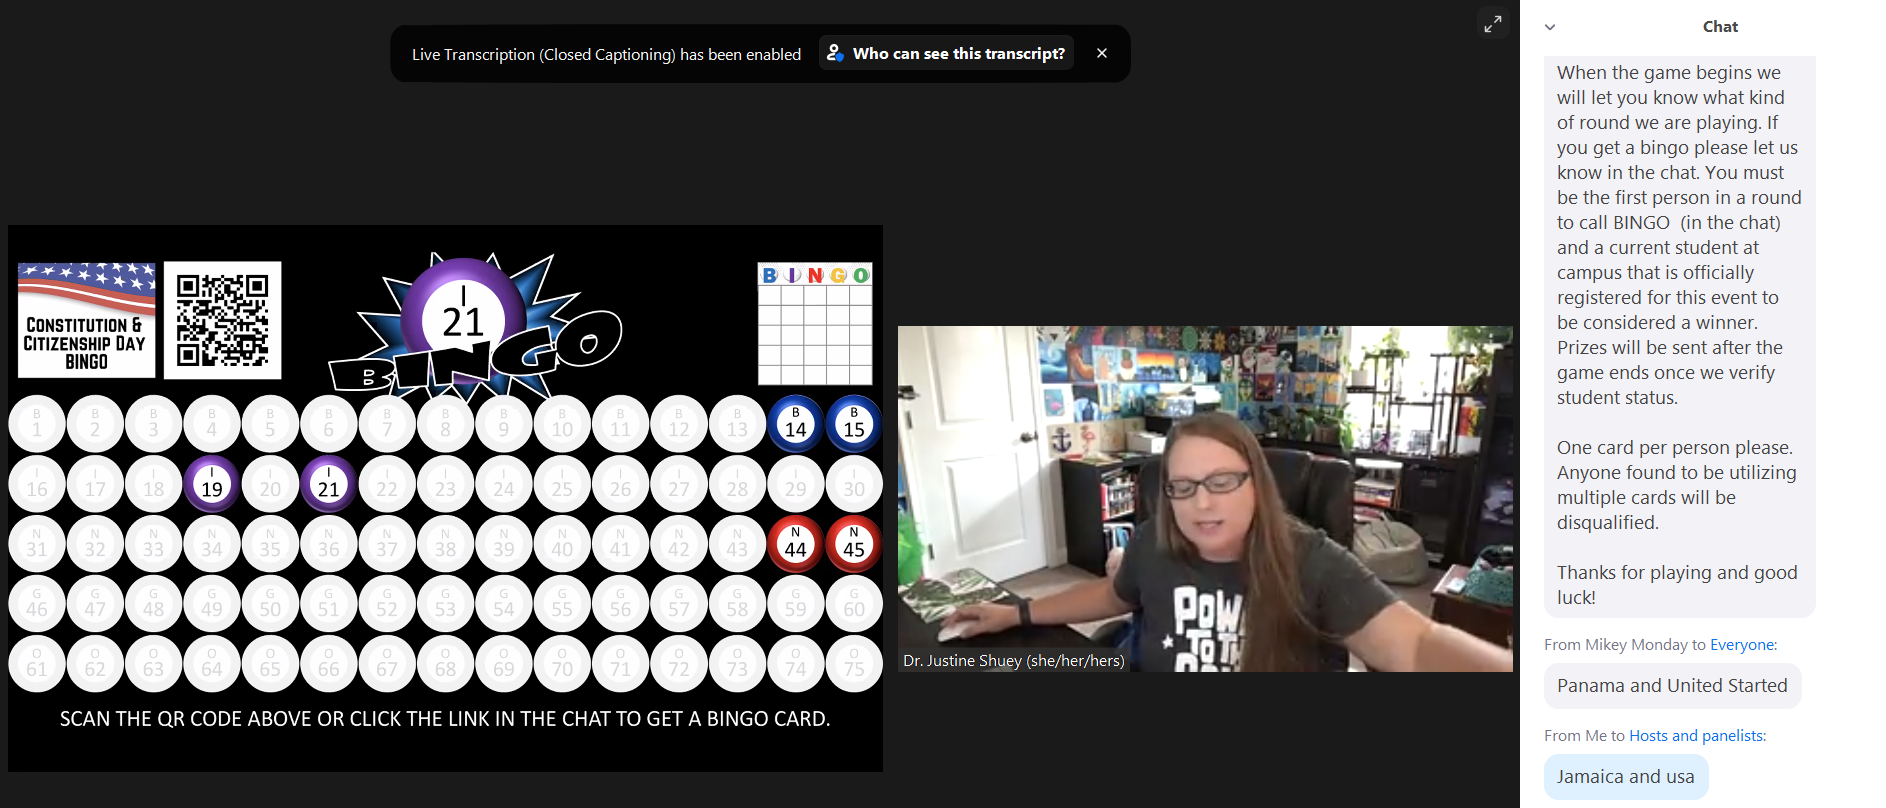 Live Transcription (Closed Captioning) has been enabled
Who can see this transcript?
CONSTITUTION &
CITIZENSHIP DAY
BINGO
I
21
BINGO
B I N G O
B 1 B 2 B 3 B 4 B 5 B 6 B 7 B 8 B 9 B 10 B 11 B 12 B 13 B 14 B 15
I 16 I 17 I 18 I 19 I 20 I 21 I 22 I 23 I 24 I 25 I 26 I 27 I 28 I 29 I 30
N 31 N 32 N 33 N 34 N 35 N 36 N 37 N 38 N 39 N 40 N 41 N 42 N 43 N 44 N 45
G 46 G 47 G 48 G 49 G 50 G 51 G 52 G 53 G 54 G 55 G 56 G 57 G 58 G 59 G 60
O 61 O 62 O 63 O 64 O 65 O 66 O 67 O 68 O 69 O 70 O 71 O 72 O 73 O 74 O 75
SCAN THE QR CODE ABOVE OR CLICK THE LINK IN THE CHAT TO GET A BINGO CARD.
POW
TO TH
Dr. Justine Shuey (she/her/hers)
Chat
When the game begins we
will let you know what kind
of round we are playing. If
you get a bingo please let us
know in the chat. You must
be the first person in a round
to call BINGO (in the chat)
and a current student at
campus that is officially
registered for this event to
be considered a winner.
Prizes will be sent after the
game ends once we verify
student status.
One card per person please.
Anyone found to be utilizing
multiple cards will be
disqualified.
Thanks for playing and good
luck!
From Mikey Monday to Everyone:
Panama and United Started
From Me to Hosts and panelists:
Jamaica and usa